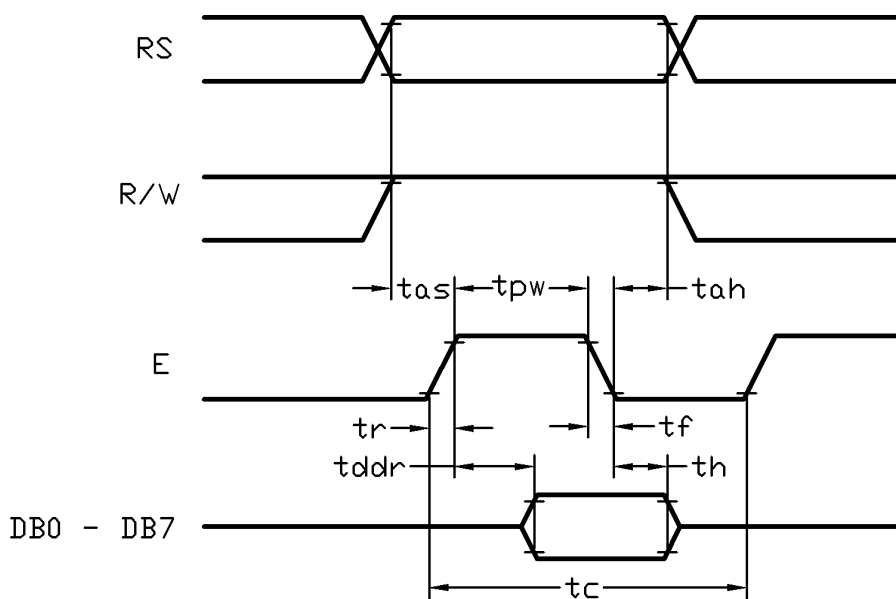 RS
R/W
tas
tpw
tah
E
tr
tf
tddr
th
DB0 - DB7
tc